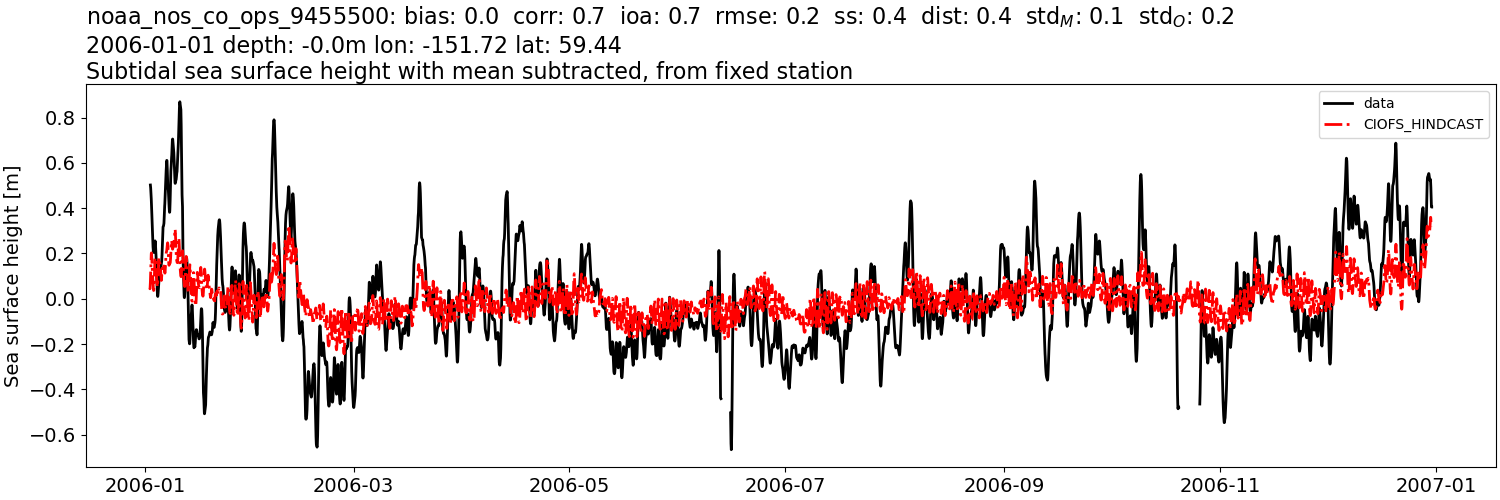 noaa_nos_co_ops_9455500: bias: 0.0 corr: 0.7 ioa: 0.7 rmse: 0.2 ss: 0.4 dist: 0.4 std_M: 0.1 std_O: 0.2
2006-01-01 depth: -0.0m lon: -151.72 lat: 59.44
Subtidal sea surface height with mean subtracted, from fixed station
data
CIOFS_HINDCAST
Sea surface height [m]
0.8
0.6
0.4
0.2
0.0
−0.2
−0.4
−0.6
2006-01 2006-03 2006-05 2006-07 2006-09 2006-11 2007-01